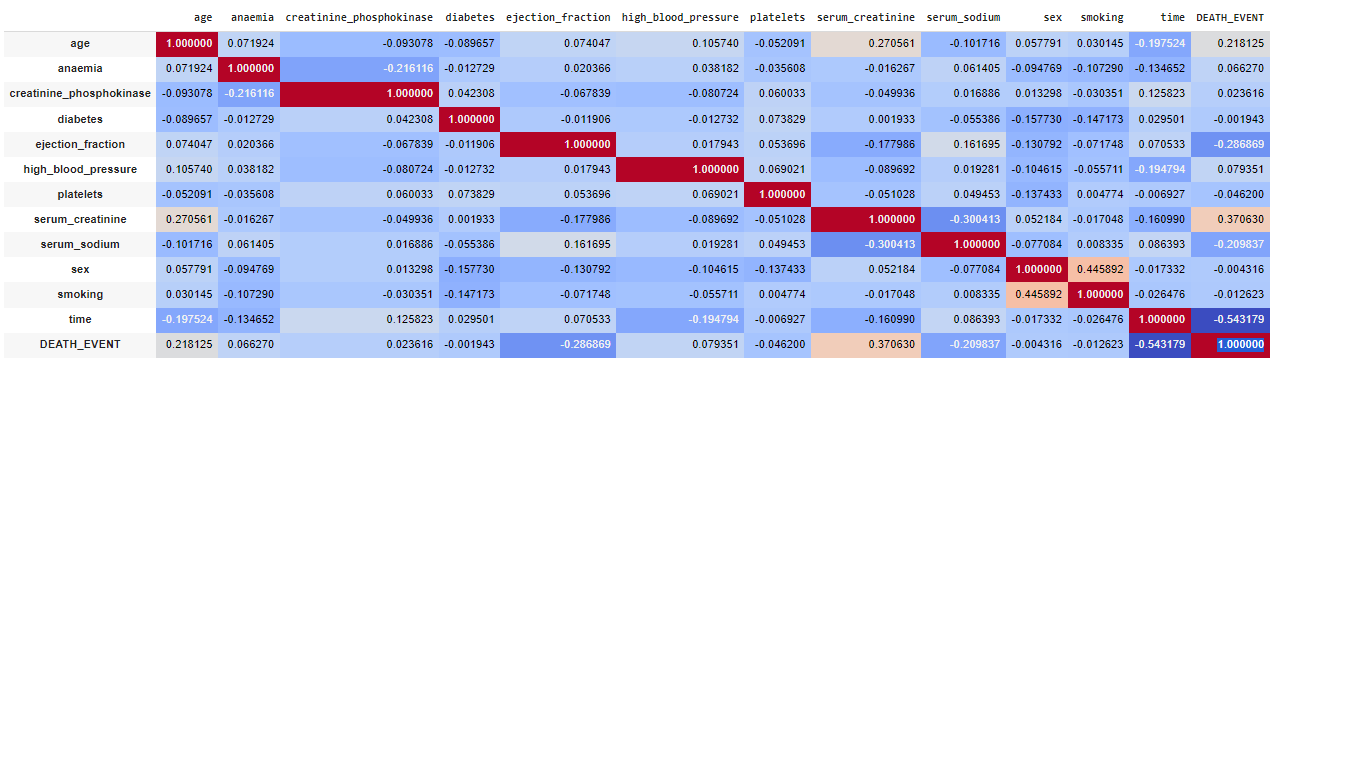 age anaemia creatinine_phosphokinase diabetes ejection_fraction high_blood_pressure platelets serum_creatinine serum_sodium sex smoking time DEATH_EVENT
age 1.000000 0.071924 -0.093078 -0.089657 0.074047 0.105740 -0.052091 0.270561 -0.101716 0.057791 0.030145 -0.197524 0.218125
anaemia 0.071924 1.000000 -0.216116 -0.012729 0.020366 0.038182 -0.035608 -0.016267 0.061405 -0.094769 -0.107290 -0.134652 0.066270
creatinine_phosphokinase -0.093078 -0.216116 1.000000 0.042308 -0.067839 -0.080724 0.060033 -0.049936 0.016886 0.013298 -0.030351 0.125823 0.023616
diabetes -0.089657 -0.012729 0.042308 1.000000 -0.011906 -0.012732 0.073829 0.001933 -0.055386 -0.157730 -0.147173 0.029501 -0.001943
ejection_fraction 0.074047 0.020366 -0.067839 -0.011906 1.000000 0.017943 0.053696 -0.177986 0.161695 -0.130792 -0.071748 0.070533 -0.286869
high_blood_pressure 0.105740 0.038182 -0.080724 -0.012732 0.017943 1.000000 0.069021 -0.089692 0.019281 -0.104615 -0.055711 -0.194794 0.079351
platelets -0.052091 -0.035608 0.060033 0.073829 0.053696 0.069021 1.000000 -0.051028 0.049453 -0.137433 0.004774 -0.006927 -0.046200
serum_creatinine 0.270561 -0.016267 -0.049936 0.001933 -0.177986 -0.089692 -0.051028 1.000000 -0.300413 0.052184 -0.017048 -0.160990 0.370630
serum_sodium -0.101716 0.061405 0.016886 -0.055386 0.161695 0.019281 0.049453 -0.300413 1.000000 -0.077084 0.008335 0.086393 -0.209837
sex 0.057791 -0.094769 0.013298 -0.157730 -0.130792 -0.104615 -0.137433 0.052184 -0.077084 1.000000 0.445892 -0.017332 -0.004316
smoking 0.030145 -0.107290 -0.030351 -0.147173 -0.071748 -0.055711 0.004774 -0.017048 0.008335 0.445892 1.000000 -0.026476 -0.012623
time -0.197524 -0.134652 0.125823 0.029501 0.070533 -0.194794 -0.006927 -0.160990 0.086393 -0.017332 -0.026476 1.000000 -0.543179
DEATH_EVENT 0.218125 0.066270 0.023616 -0.001943 -0.286869 0.079351 -0.046200 0.370630 -0.209837 -0.004316 -0.012623 -0.543179 1.000000